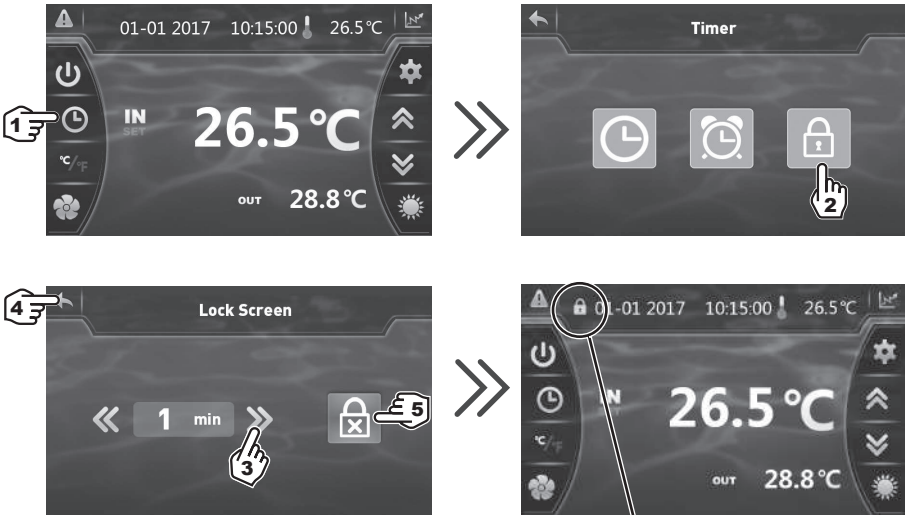 01-01 2017 10:15:00 26.5°C
1
IN
SET
26.5°C
°C/°F
OUT 28.8°C
Timer
2
4
Lock Screen
1 min
5
3
01-01 2017 10:15:00 26.5°C
IN
SET
26.5°C
°C/°F
OUT 28.8°C